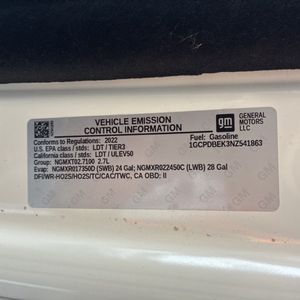 VEHICLE EMISSION
CONTROL INFORMATION
gm
GENERAL
MOTORS
LLC
Conforms to Regulations: 2022
Fuel: Gasoline
U.S. EPA class / stds: LDT / TIER3
1GCPDBEK3NZ541863
California class / stds: LDT / ULEV50
Group: NGMXT02.7100 2.7L
Evap: NGMXR017350D (SWB) 24 Gal; NGMXR022450C (LWB) 28 Gal
DFI/WR-HO2S/HO2S/TC/CAC/TWC, CA OBD: II